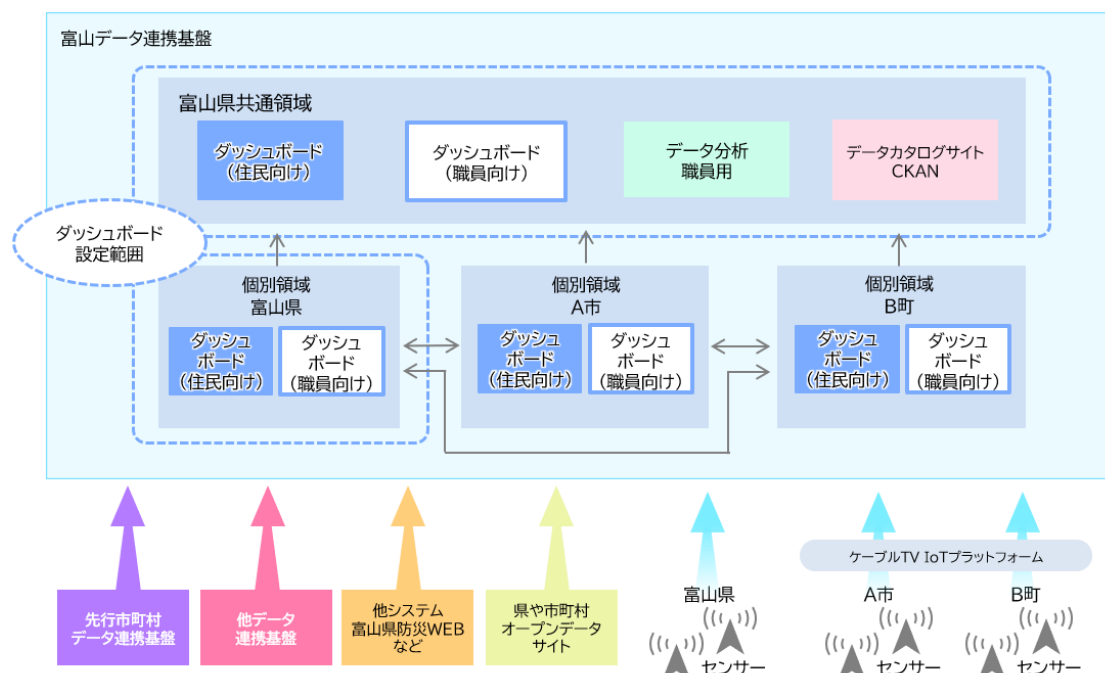 富山データ連携基盤
富山県共通領域
ダッシュボード
(住民向け)
ダッシュボード
(職員向け)
データ分析
職員用
データカタログサイト
CKAN
ダッシュボード
設定範囲
個別領域
富山県
ダッシュ
ボード
(住民向け)
ダッシュ
ボード
(職員向け)
個別領域
A市
ダッシュ
ボード
(住民向け)
ダッシュ
ボード
(職員向け)
個別領域
B町
ダッシュ
ボード
(住民向け)
ダッシュ
ボード
(職員向け)
先行市町村
データ連携基盤
他データ
連携基盤
他システム
富山県防災WEB
など
県や市町村
オープンデータ
サイト
ケーブルTV IoTプラットフォーム
富山県
センサー
A市
センサー
B町
センサー